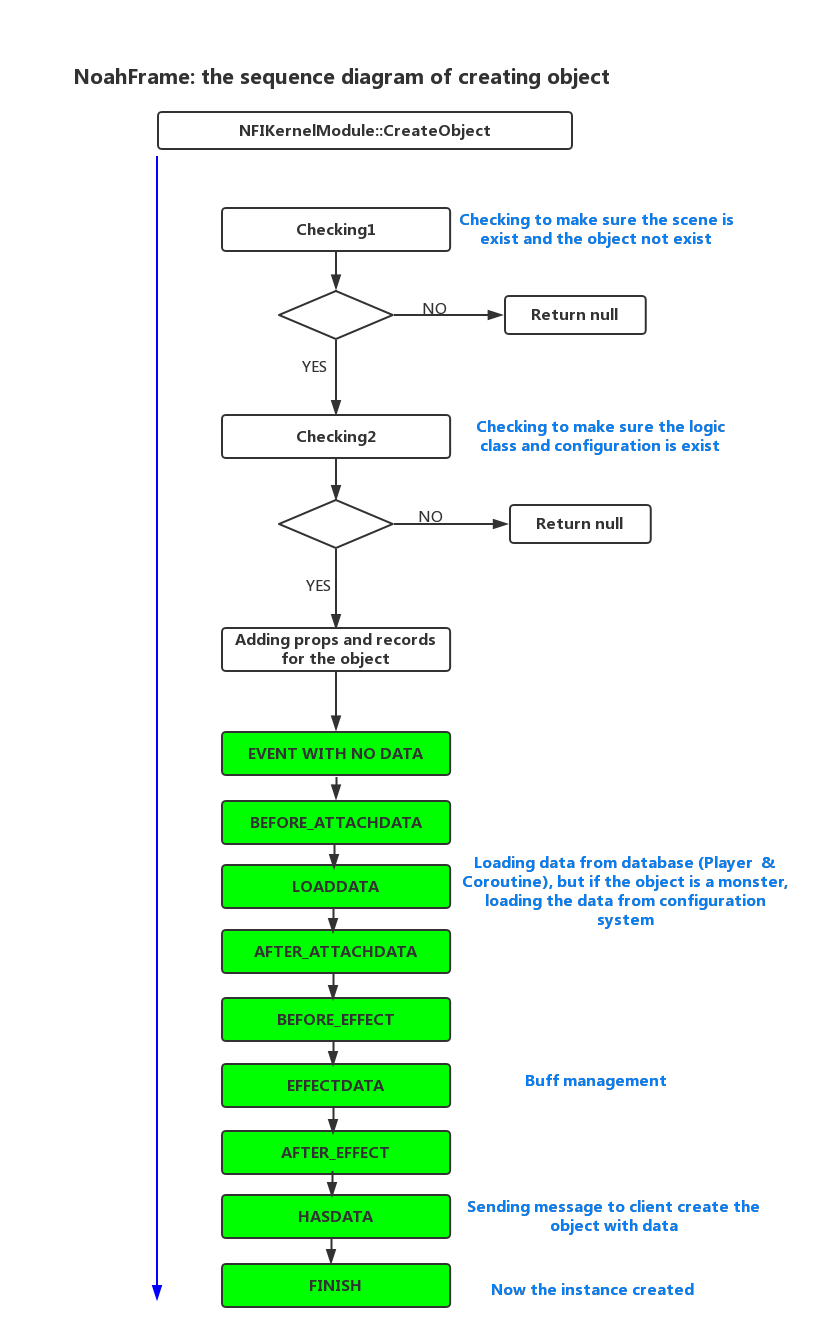 NoahFrame: the sequence diagram of creating object
NFIKernelModule::CreateObject
Checking1
Checking to make sure the scene is
exist and the object not exist
NO
Return null
YES
Checking2
Checking to make sure the logic
class and configuration is exist
NO
Return null
YES
Adding props and records
for the object
EVENT WITH NO DATA
BEFORE_ATTACHDATA
LOADDATA
Loading data from database (Player &
Coroutine), but if the object is a monster,
loading the data from configuration
system
AFTER_ATTACHDATA
BEFORE_EFFECT
EFFECTDATA
Buff management
AFTER_EFFECT
HASDATA
Sending message to client create the
object with data
FINISH
Now the instance created